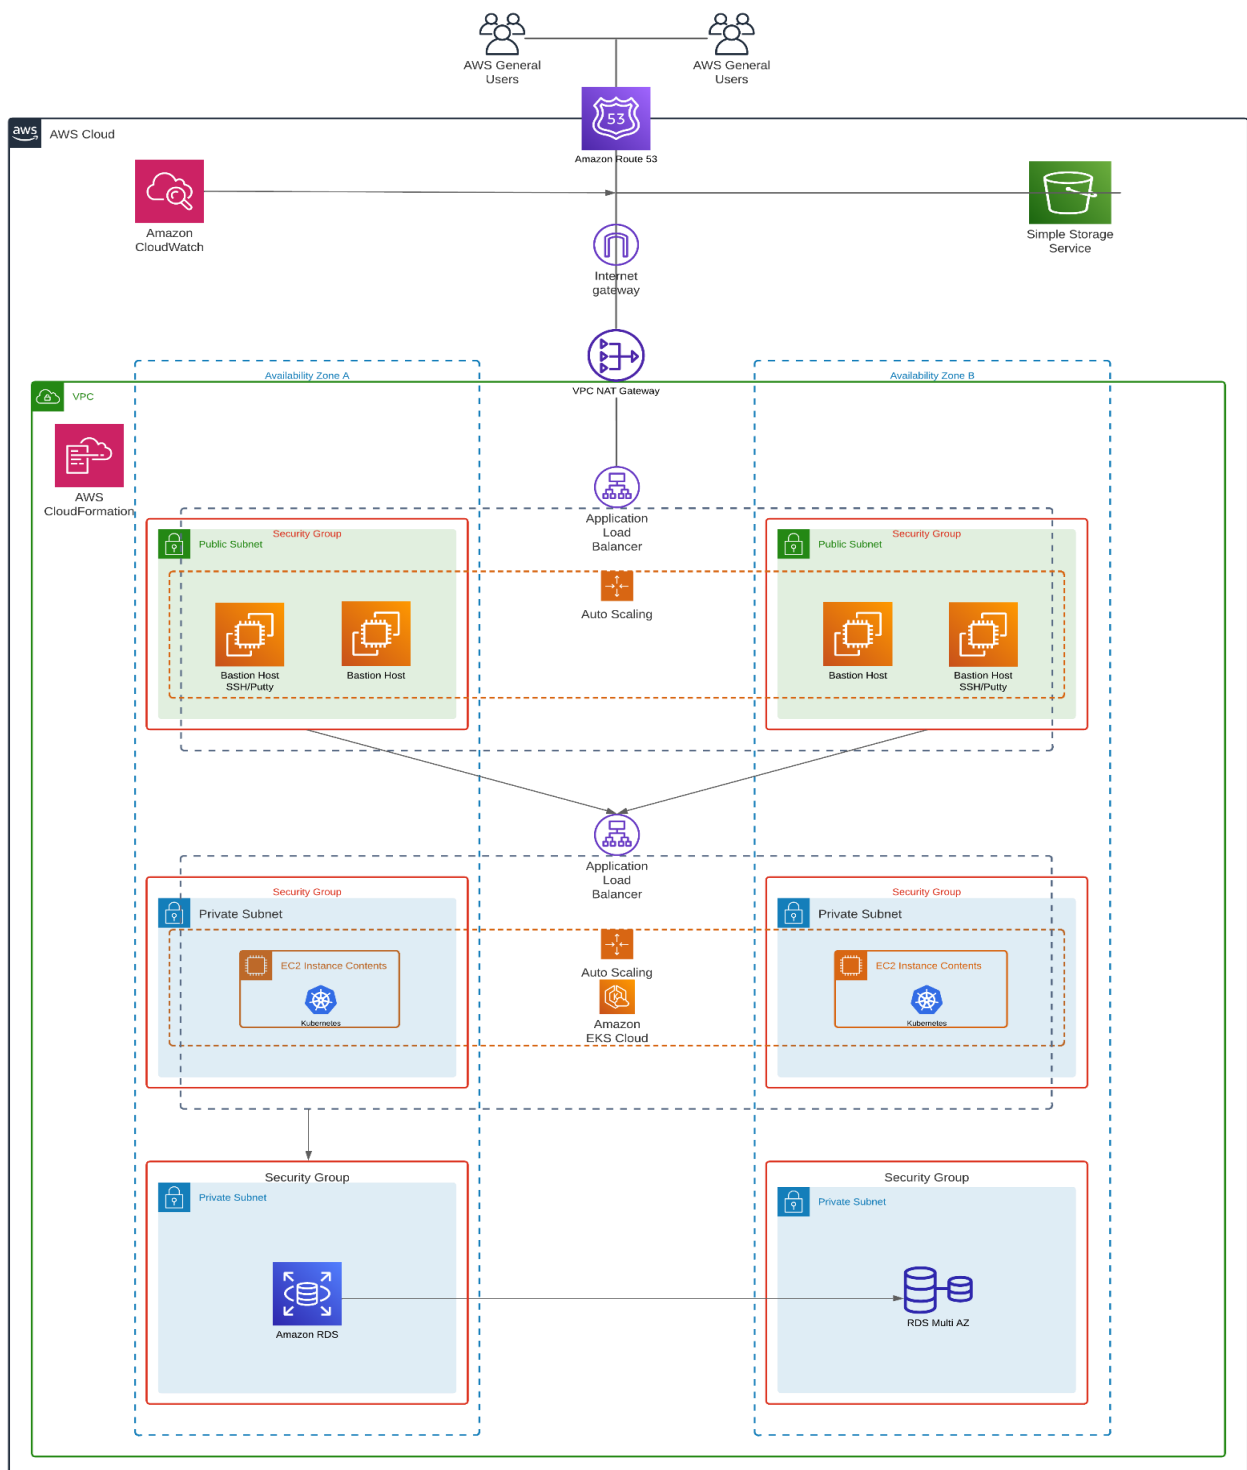 AWS General
Users
AWS General
Users
53
Amazon Route 53
aws
AWS Cloud
Amazon
CloudWatch
Simple Storage
Service
Internet
gateway
Availability Zone A
Availability Zone B
VPC NAT Gateway
VPC
AWS
CloudFormation
Application
Load
Balancer
Security Group
Public Subnet
Security Group
Public Subnet
Auto Scaling
Bastion Host
SSH/Putty
Bastion Host
Bastion Host
Bastion Host
SSH/Putty
Application
Load
Balancer
Security Group
Private Subnet
Security Group
Private Subnet
EC2 Instance Contents
Kubernetes
Auto Scaling
Amazon
EKS Cloud
EC2 Instance Contents
Kubernetes
Security Group
Private Subnet
Security Group
Private Subnet
Amazon RDS
RDS Multi AZ